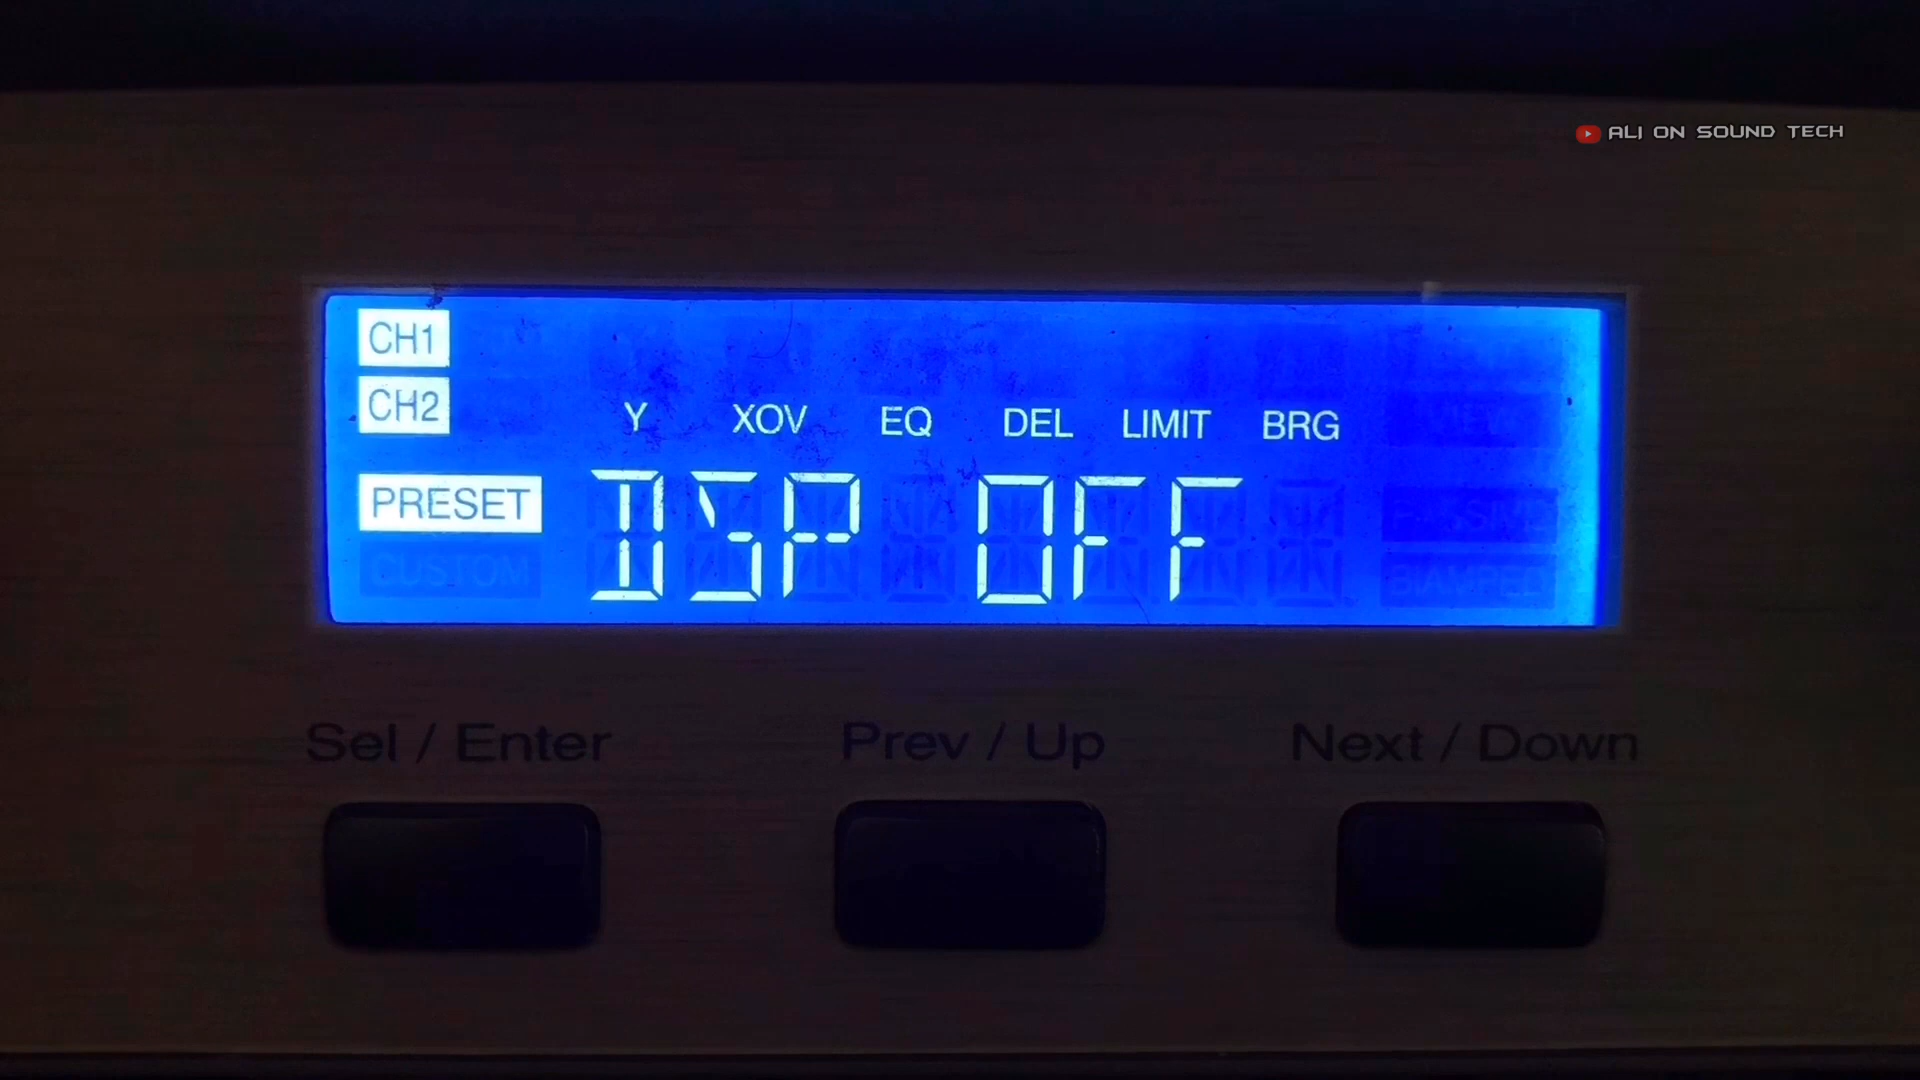 ALI ON SOUND TECH
CH1
CH2
Y XOV EQ DEL LIMIT BRG
PRESET DSP OFF
CUSTOM
Sel / Enter Prev / Up Next / Down